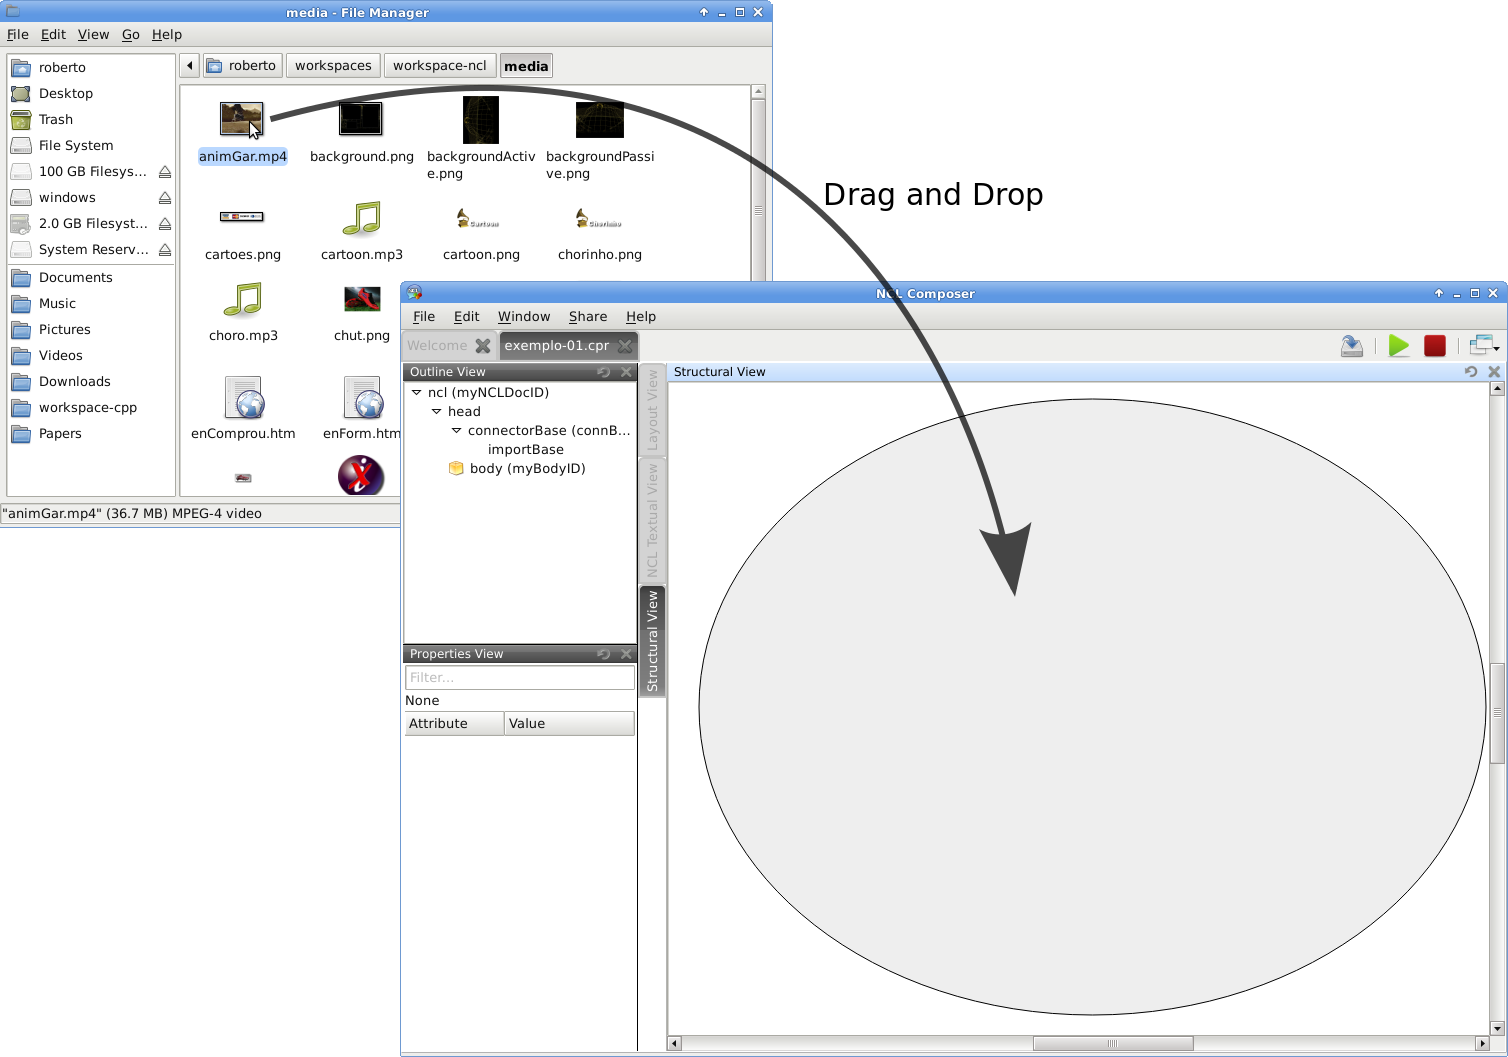 media - File Manager
File Edit View Go Help
roberto
Desktop
Trash
File System
100 GB Filesys...
windows
2.0 GB Filesyst...
System Reserv...
Documents
Music
Pictures
Videos
Downloads
workspace-cpp
Papers
roberto workspaces workspace-ncl media
animGar.mp4 background.png backgroundActiv
e.png backgroundPassi
ve.png
cartoes.png cartoon.mp3 cartoon.png chorinho.png
Cartoon
Chorinho
choro.mp3 chut.png
enComprou.htm enForm.htm
"animGar.mp4" (36.7 MB) MPEG-4 video
Drag and Drop
NCL Composer
File Edit Window Share Help
Welcome exemplo-01.cpr
Outline View
ncl (myNCLDocID)
head
connectorBase (connB...
importBase
body (myBodyID)
Properties View
Filter...
None
Attribute Value
Layout View
NCL Textual View
Structural View
Structural View